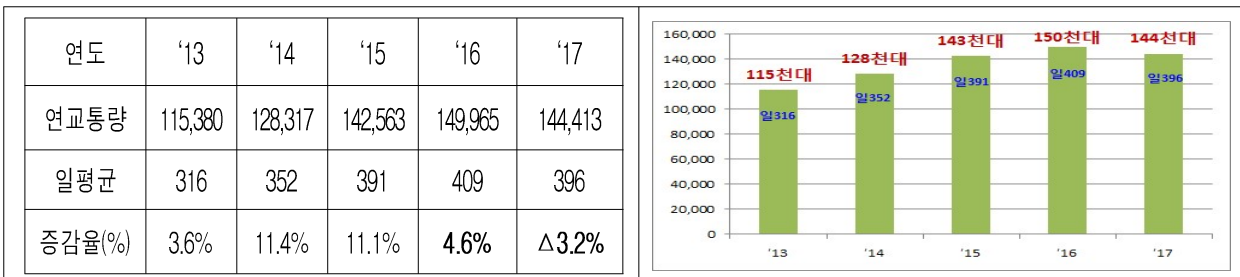 연도 ‘13 ‘14 ‘15 ‘16 ‘17
연교통량 115,380 128,317 142,563 149,965 144,413
일평균 316 352 391 409 396
증감율(%) 3.6% 11.4% 11.1% 4.6% △3.2%
160,000
140,000
120,000
100,000
80,000
60,000
40,000
20,000
0
115천대 128천대 143천대 150천대 144천대
일316 일352 일391 일409 일396
‘13 ‘14 ‘15 ‘16 ‘17